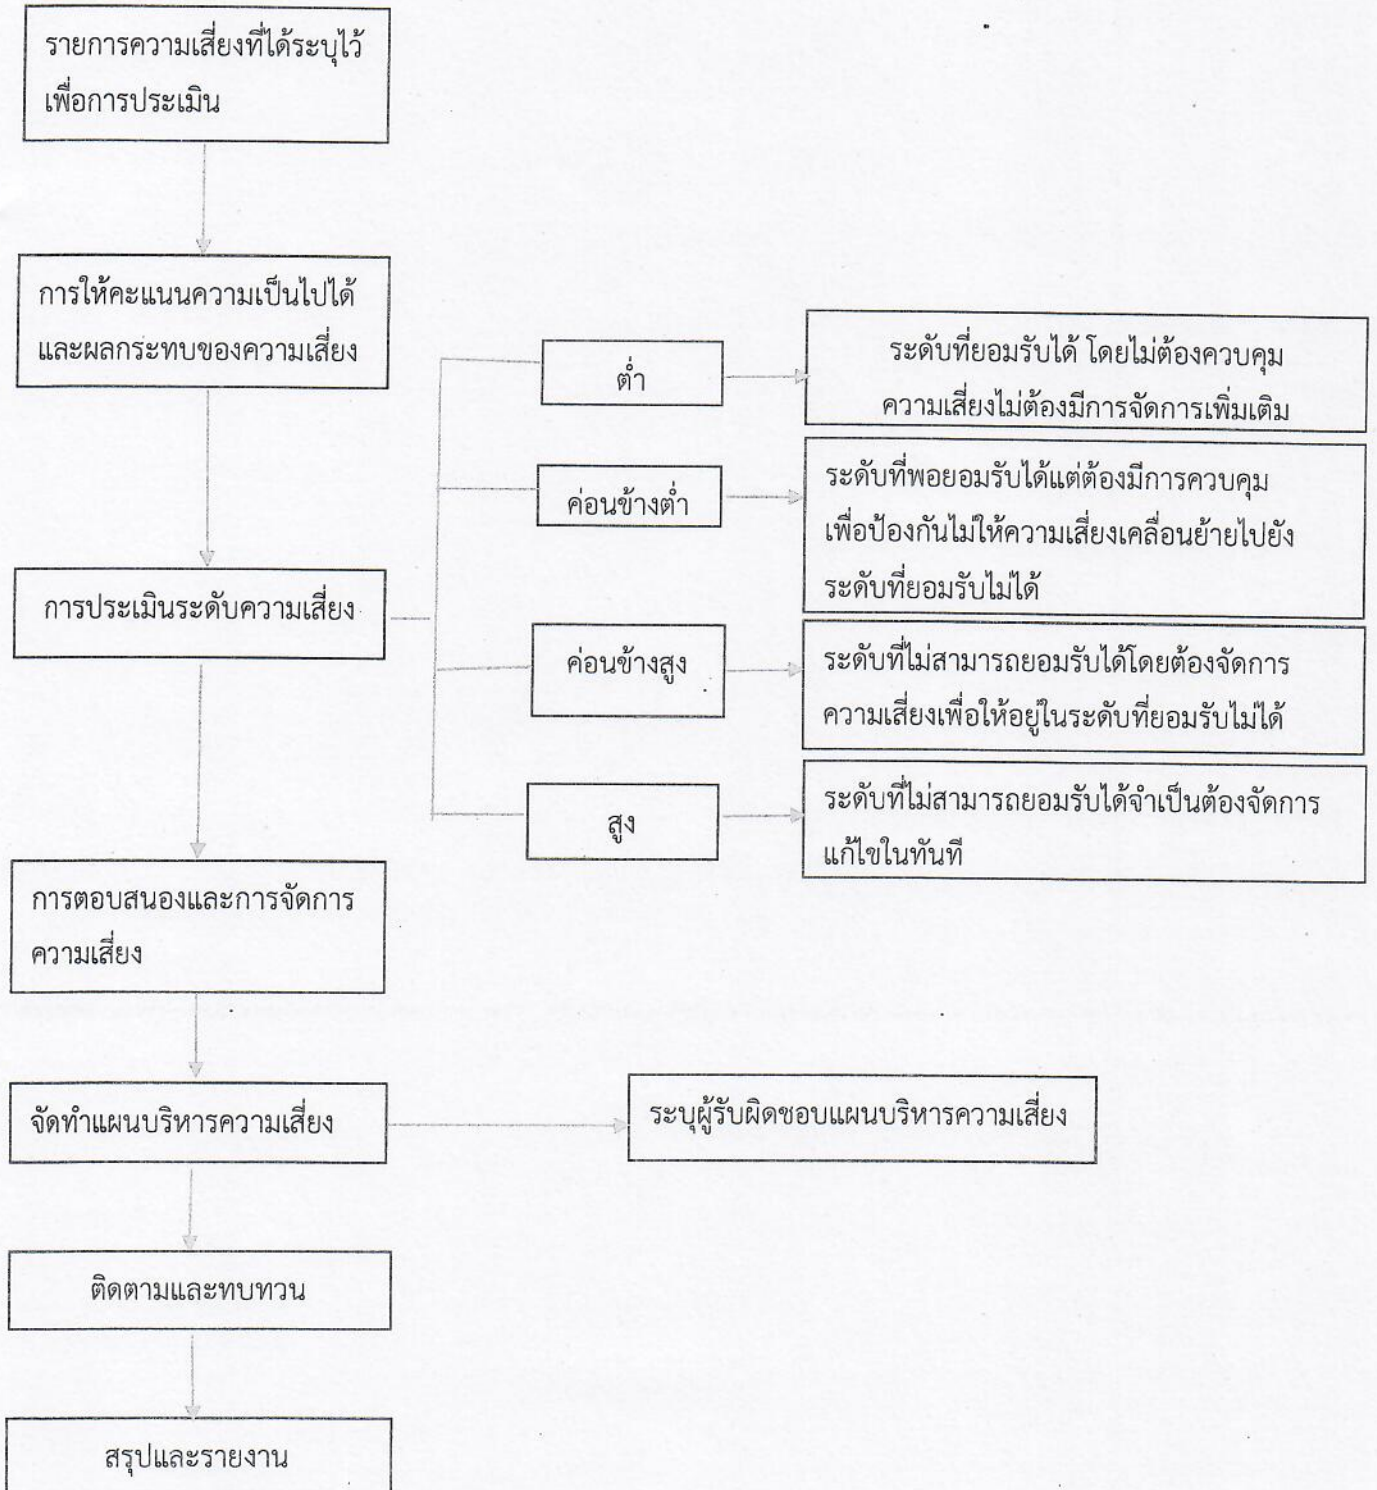 รายการความเสี่ยงที่ได้ระบุไว้
เพื่อการประเมิน
การให้คะแนนความเป็นไปได้
และผลกระทบของความเสี่ยง
การประเมินระดับความเสี่ยง
ต่ำ
ระดับที่ยอมรับได้ โดยไม่ต้องควบคุม
ความเสี่ยงไม่ต้องมีการจัดการเพิ่มเติม
ค่อนข้างต่ำ
ระดับที่พอยอมรับได้แต่ต้องมีการควบคุม
เพื่อป้องกันไม่ให้ความเสี่ยงเคลื่อนย้ายไปยัง
ระดับที่ยอมรับไม่ได้
ค่อนข้างสูง
ระดับที่ไม่สามารถยอมรับได้โดยต้องจัดการ
ความเสี่ยงเพื่อให้อยู่ในระดับที่ยอมรับไม่ได้
สูง
ระดับที่ไม่สามารถยอมรับได้จำเป็นต้องจัดการ
แก้ไขในทันที
การตอบสนองและการจัดการ
ความเสี่ยง
จัดทำแผนบริหารความเสี่ยง
ระบุผู้รับผิดชอบแผนบริหารความเสี่ยง
ติดตามและทบทวน
สรุปและรายงาน